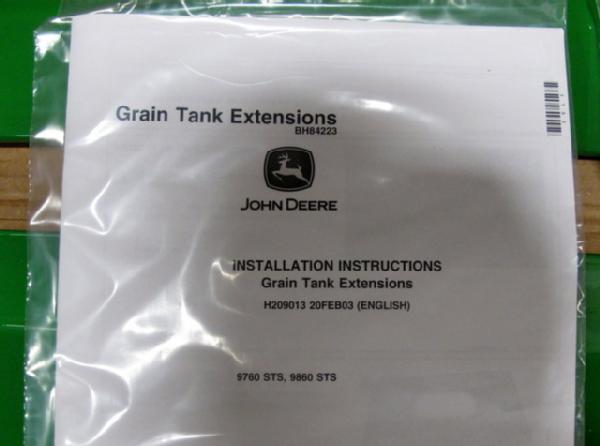 Grain Tank Extensions
BH84223
JOHN DEERE
INSTALLATION INSTRUCTIONS
Grain Tank Extensions
H209013 20FEB03 (ENGLISH)
9760 STS, 9860 STS